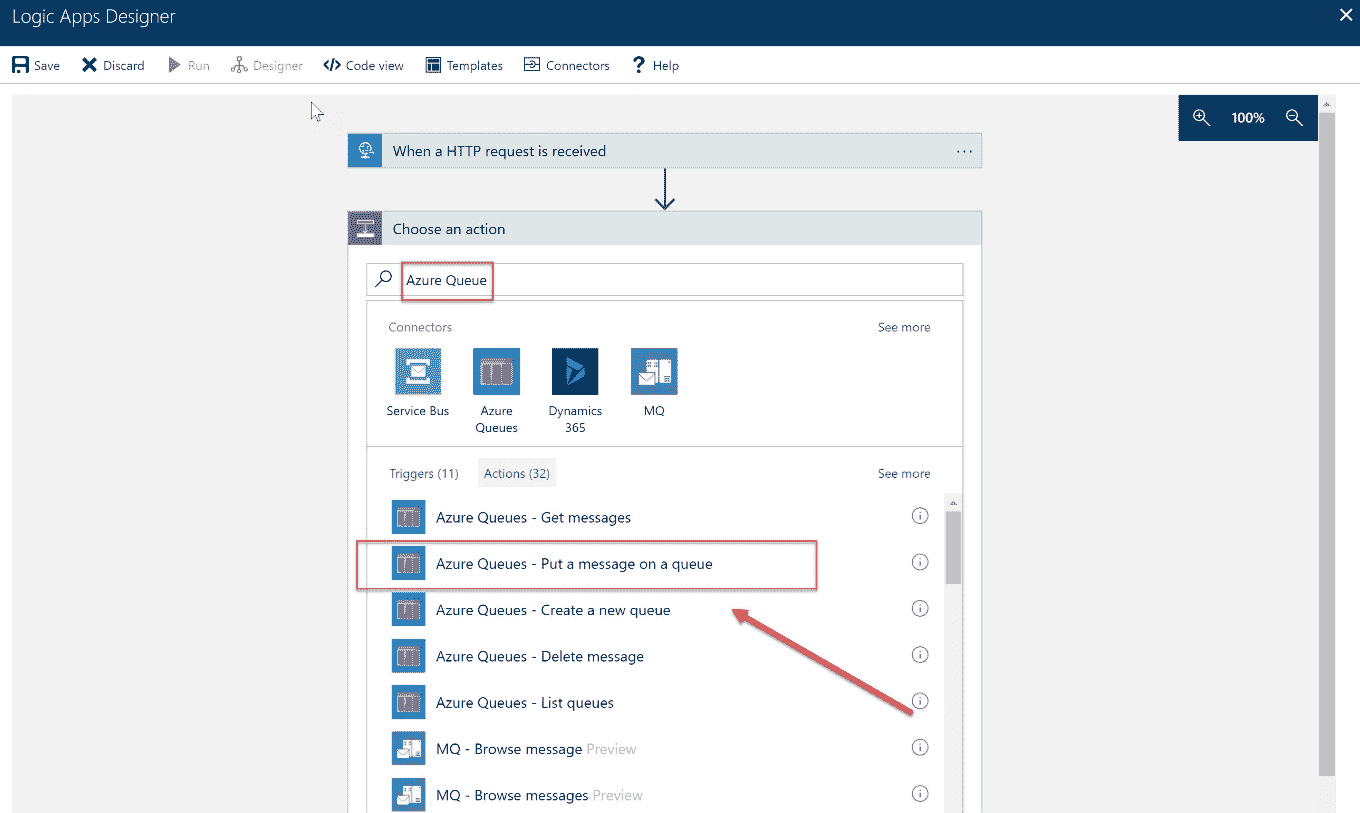 Logic Apps Designer
Save Discard Run Designer Code view Templates Connectors Help
100%
When a HTTP request is received
Choose an action
Azure Queue
Connectors See more
Service Bus Azure Queues Dynamics 365 MQ
Triggers (11) Actions (32) See more
Azure Queues - Get messages
Azure Queues - Put a message on a queue
Azure Queues - Create a new queue
Azure Queues - Delete message
Azure Queues - List queues
MQ - Browse message Preview
MQ - Browse messages Preview